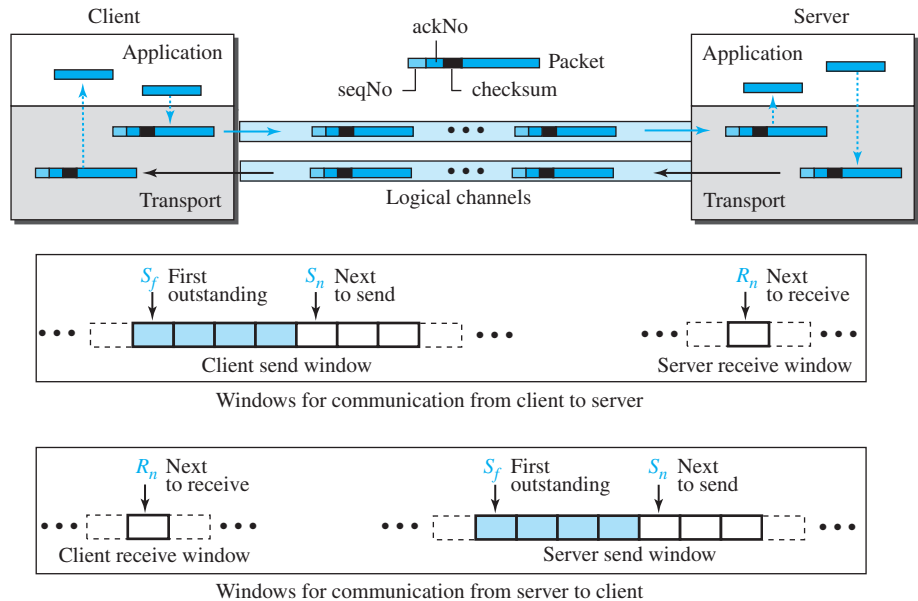 Client
Server
ackNo
Application
Application
Packet
seqNo
checksum
Logical channels
Transport
Transport
S_f First outstanding
S_n Next to send
R_n Next to receive
Client send window
Server receive window
Windows for communication from client to server
R_n Next to receive
S_f First outstanding
S_n Next to send
Client receive window
Server send window
Windows for communication from server to client